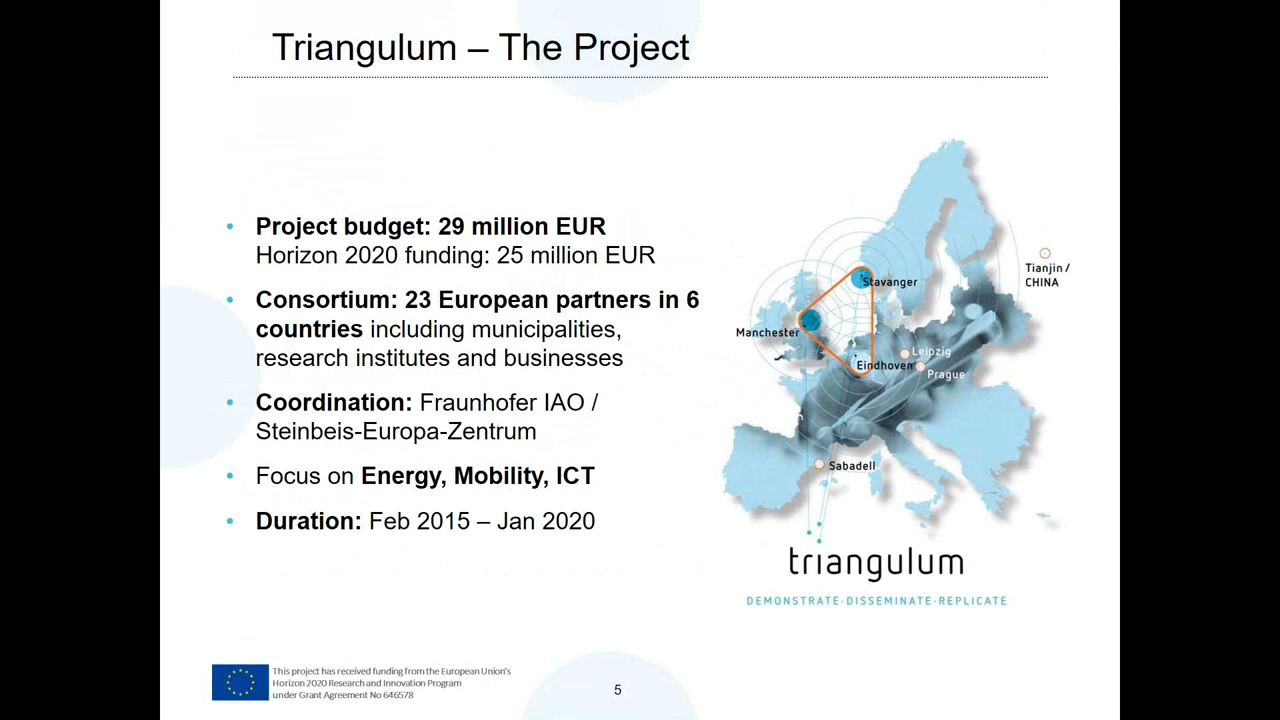 Triangulum – The Project
• Project budget: 29 million EUR
Horizon 2020 funding: 25 million EUR
• Consortium: 23 European partners in 6
countries including municipalities,
research institutes and businesses
• Coordination: Fraunhofer IAO /
Steinbeis-Europa-Zentrum
• Focus on Energy, Mobility, ICT
• Duration: Feb 2015 – Jan 2020
Tianjin /
CHINA
Stavanger
Manchester
Leipzig
Eindhoven
Prague
Sabadell
triangulum
DEMONSTRATE·DISSEMINATE·REPLICATE
This project has received funding from the European Union's
Horizon 2020 Research and Innovation Program
under Grant Agreement No 646578
5